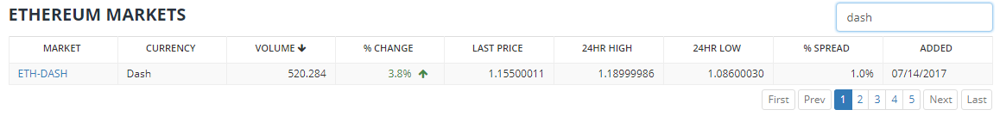 ETHEREUM MARKETS dash
MARKET CURRENCY VOLUME % CHANGE LAST PRICE 24HR HIGH 24HR LOW % SPREAD ADDED
ETH-DASH Dash 520.284 3.8% 1.15500011 1.18999986 1.08600030 1.0% 07/14/2017
First Prev 1 2 3 4 5 Next Last